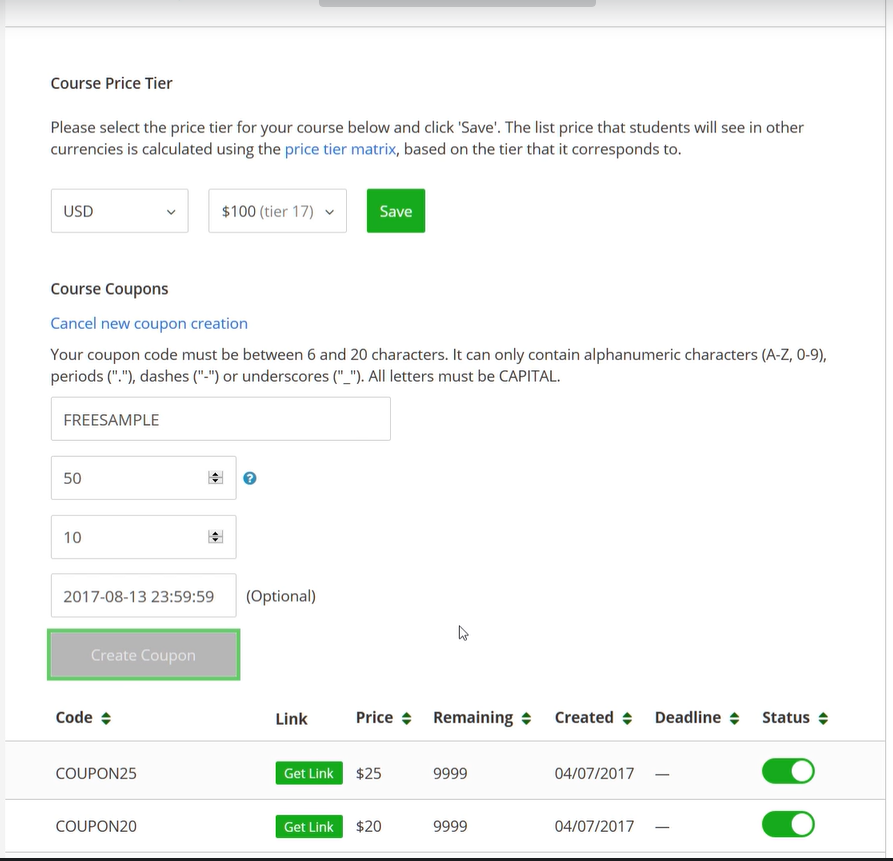 Course Price Tier
Please select the price tier for your course below and click 'Save'. The list price that students will see in other
currencies is calculated using the price tier matrix, based on the tier that it corresponds to.
USD $100 (tier 17) Save
Course Coupons
Cancel new coupon creation
Your coupon code must be between 6 and 20 characters. It can only contain alphanumeric characters (A-Z, 0-9),
periods ("."), dashes ("-") or underscores ("_"). All letters must be CAPITAL.
FREESAMPLE
50 ?
10
2017-08-13 23:59:59 (Optional)
Create Coupon
Code Link Price Remaining Created Deadline Status
COUPON25 Get Link $25 9999 04/07/2017 —
COUPON20 Get Link $20 9999 04/07/2017 —